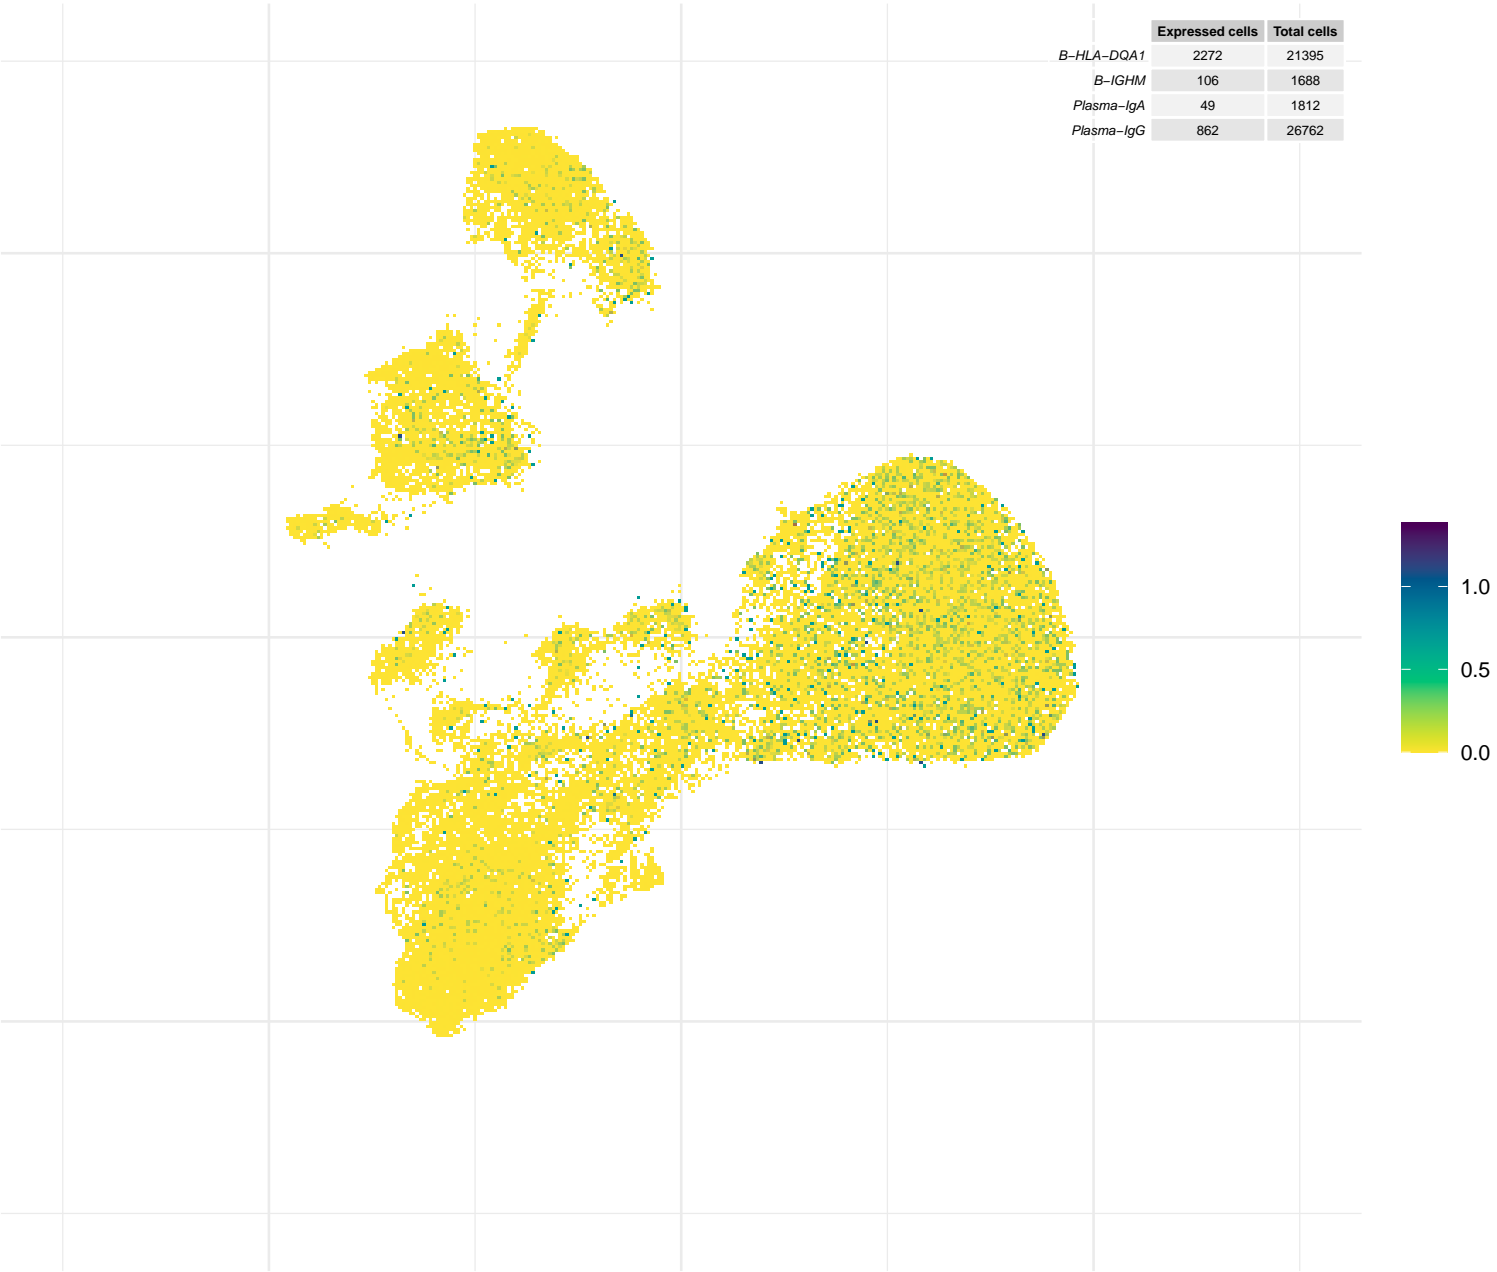 Expressed cells Total cells
B−HLA−DQA1 2272 21395
B−IGHM 106 1688
Plasma−IgA 49 1812
Plasma−IgG 862 26762
1.0
0.5
0.0